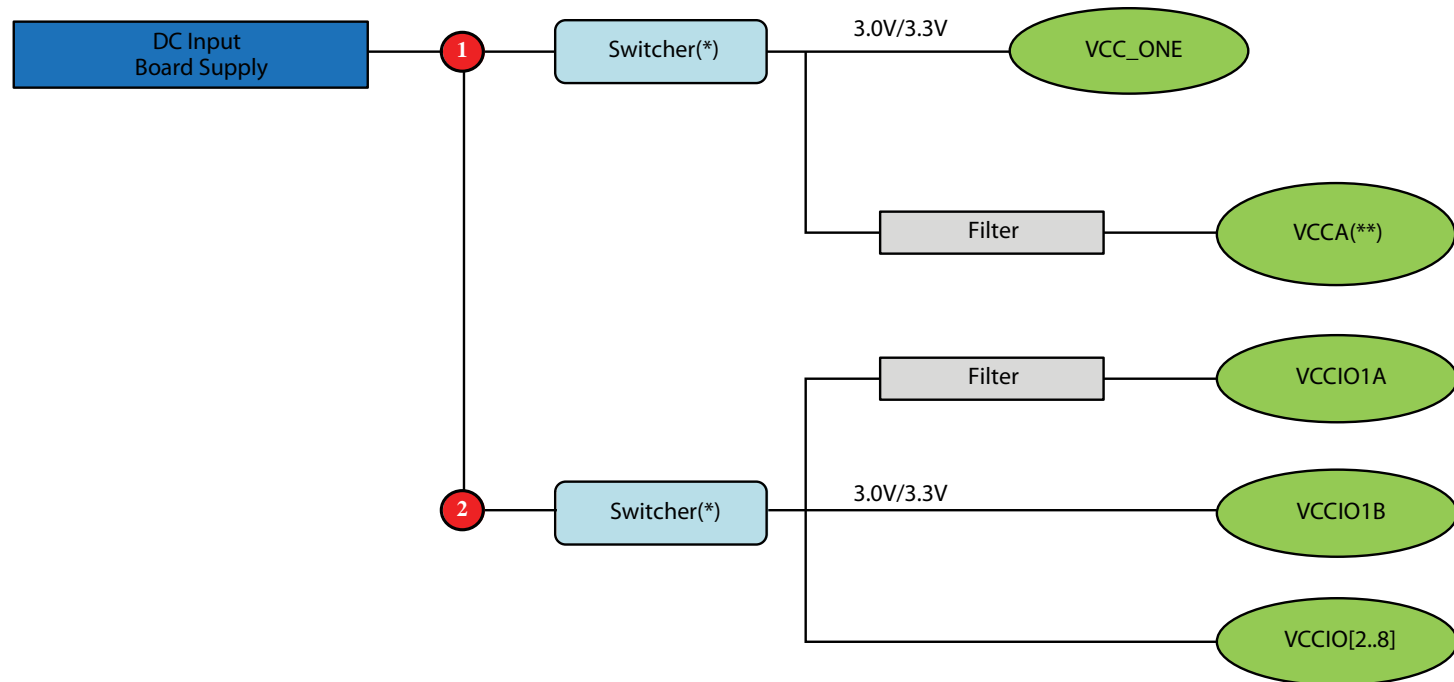 DC Input
Board Supply
1
Switcher(*)
3.0V/3.3V
VCC_ONE
Filter
VCCA(**)
Filter
VCCIO1A
2
Switcher(*)
3.0V/3.3V
VCCIO1B
VCCIO[2..8]